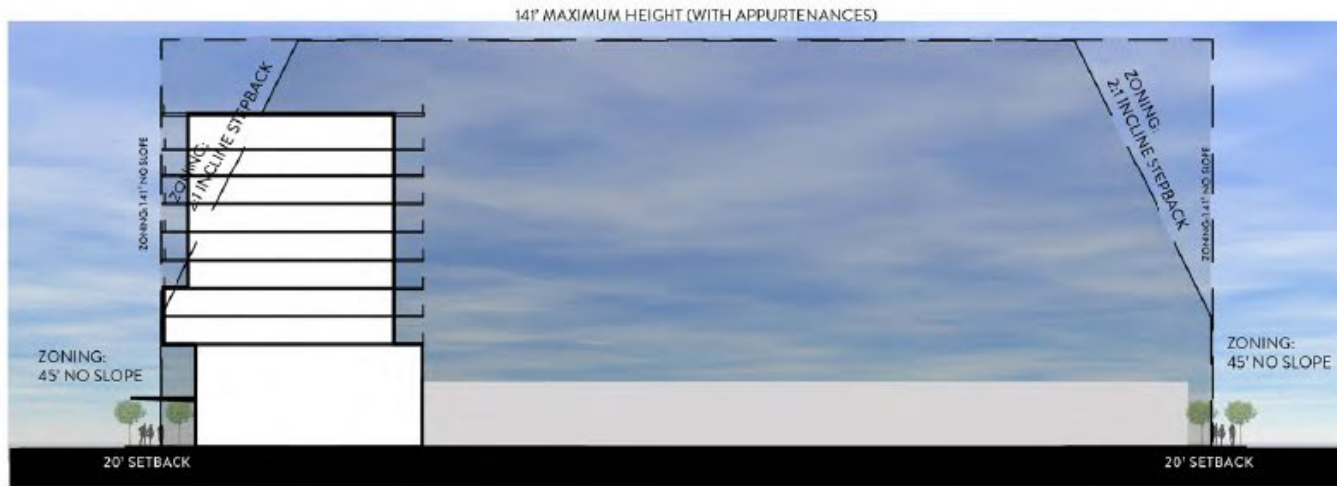 141' MAXIMUM HEIGHT (WITH APPURTENANCES)
ZONING:
2:1 INCLINE STEPBACK
ZONING:141' NO SLOPE
ZONING:
45' NO SLOPE
20' SETBACK
ZONING:
2:1 INCLINE STEPBACK
ZONING:141' NO SLOPE
ZONING:
45' NO SLOPE
20' SETBACK